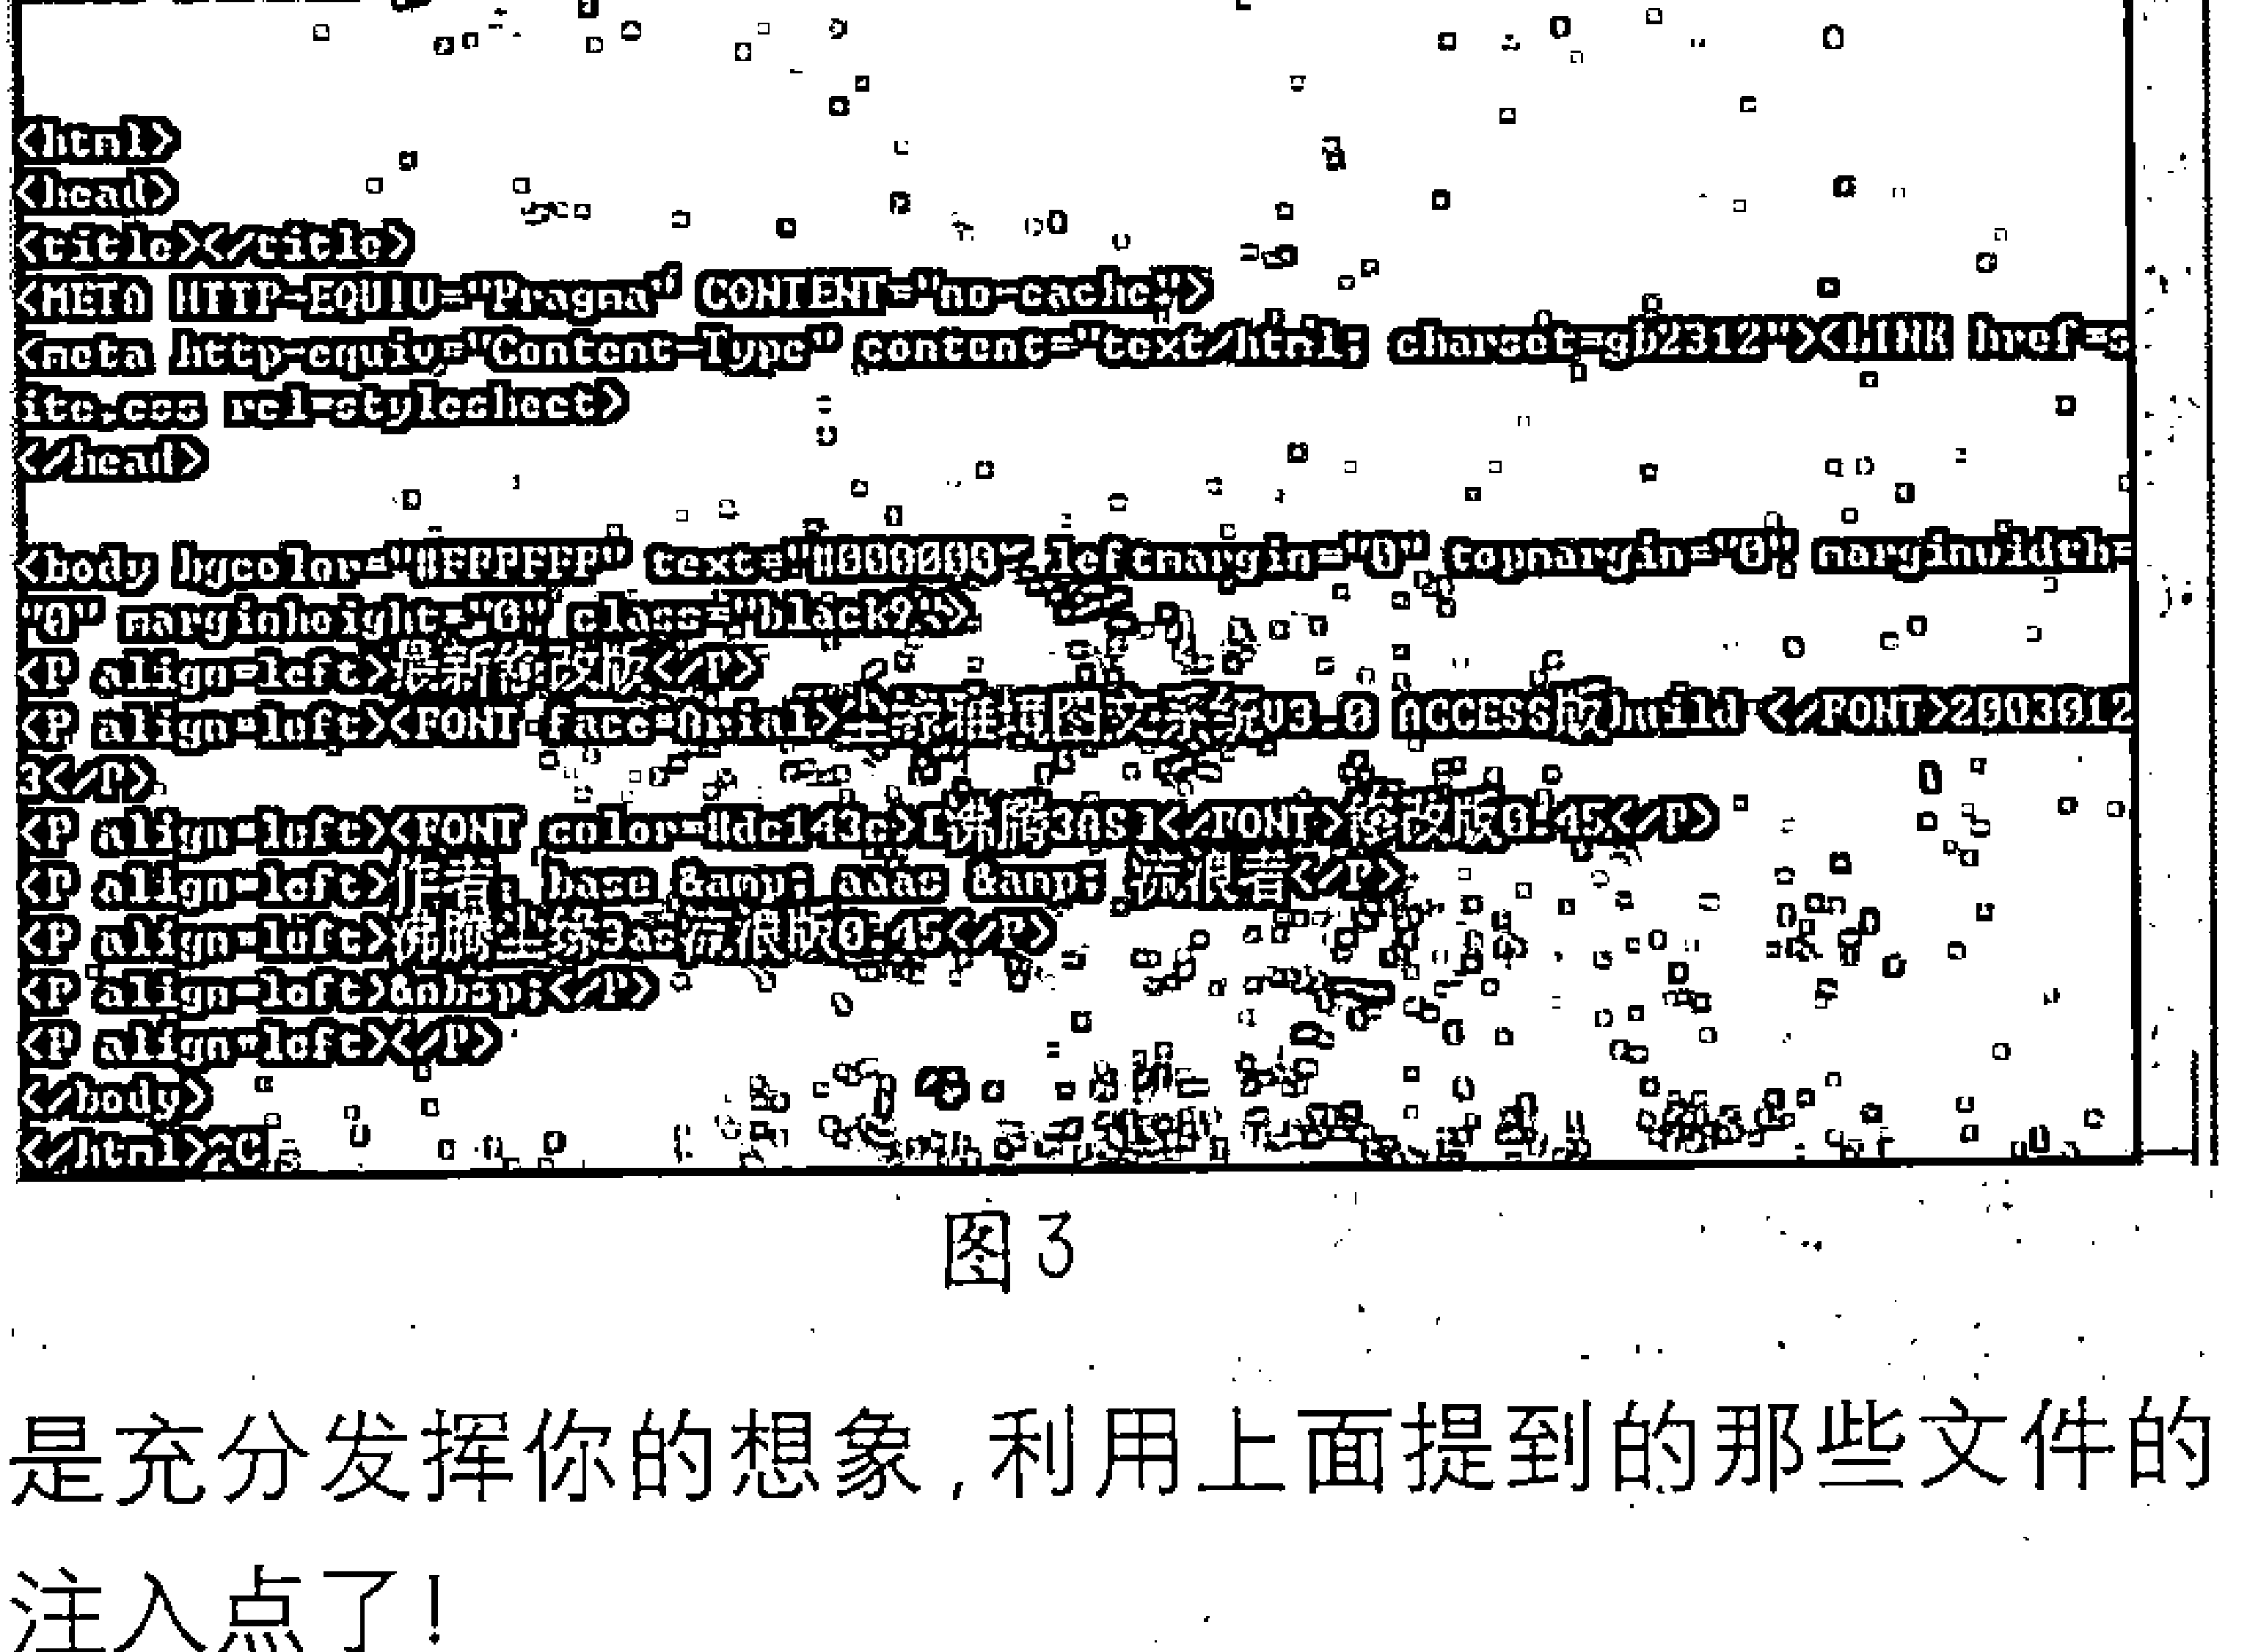 <html>
<head>
<title></title>
<META HTTP-EQUIV="Pragma" CONTENT="no-cache">
<meta http-equiv="Content-Type" content="text/html; charset=gb2312"><LINK href=s
ite.css rel=stylesheet>
</head>
<body bgcolor="#FFFFFF" text="#000000" leftmargin="0" topmargin="0" marginwidth=
"0" marginheight="0" class="black9">
<P align=left>最新修改版</P>
<P align=left><FONT face=Arial>尘缘雅境图文系统V3.0 ACCESS版build </FONT>2003012
3</P>
<P align=left><FONT color=#dc143c>[沸腾3AS]</FONT>修改版0.45</P>
<P align=left>作者: base &amp; aaas &amp; 流浪者</P>
<P align=left>沸腾尘缘3as流浪版0.45</P>
<P align=left>&nbsp;</P>
<P align=left></P>
</body>
</html>^C
图3
是充分发挥你的想象,利用上面提到的那些文件的
注入点了!